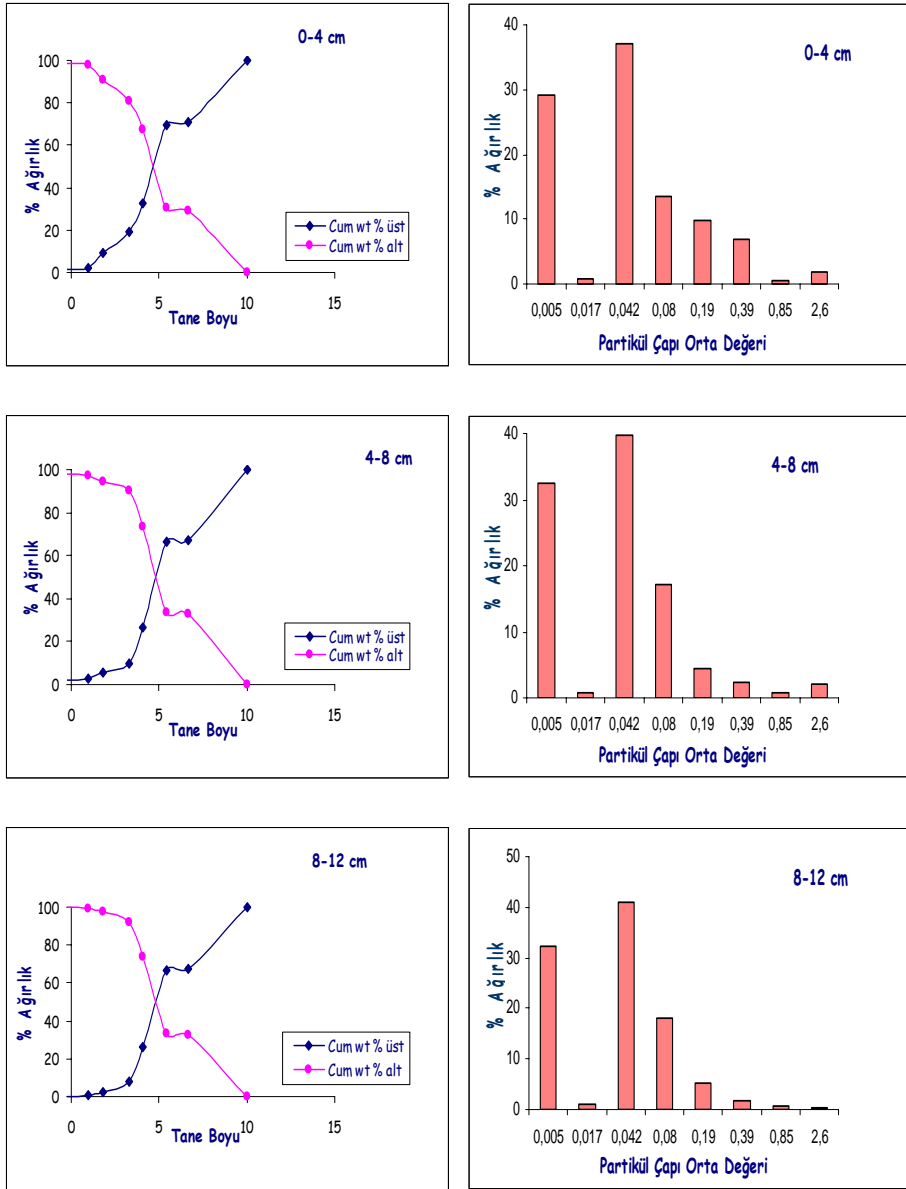 0-4 cm
100
80
60
40
20
0
% Ağırlık
Cum wt % üst
Cum wt % alt
0 5 10 15
Tane Boyu
0-4 cm
40
30
20
10
0
% Ağırlık
0,005 0,017 0,042 0,08 0,19 0,39 0,85 2,6
Partikül Çapı Orta Değeri
4-8 cm
100
80
60
40
20
0
% Ağırlık
Cum wt % üst
Cum wt % alt
0 5 10 15
Tane Boyu
4-8 cm
40
30
20
10
0
% Ağırlık
0,005 0,017 0,042 0,08 0,19 0,39 0,85 2,6
Partikül Çapı Orta Değeri
8-12 cm
100
80
60
40
20
0
% Ağırlık
Cum wt % üst
Cum wt % alt
0 5 10 15
Tane Boyu
8-12 cm
50
40
30
20
10
0
% Ağırlık
0,005 0,017 0,042 0,08 0,19 0,39 0,85 2,6
Partikül Çapı Orta Değeri